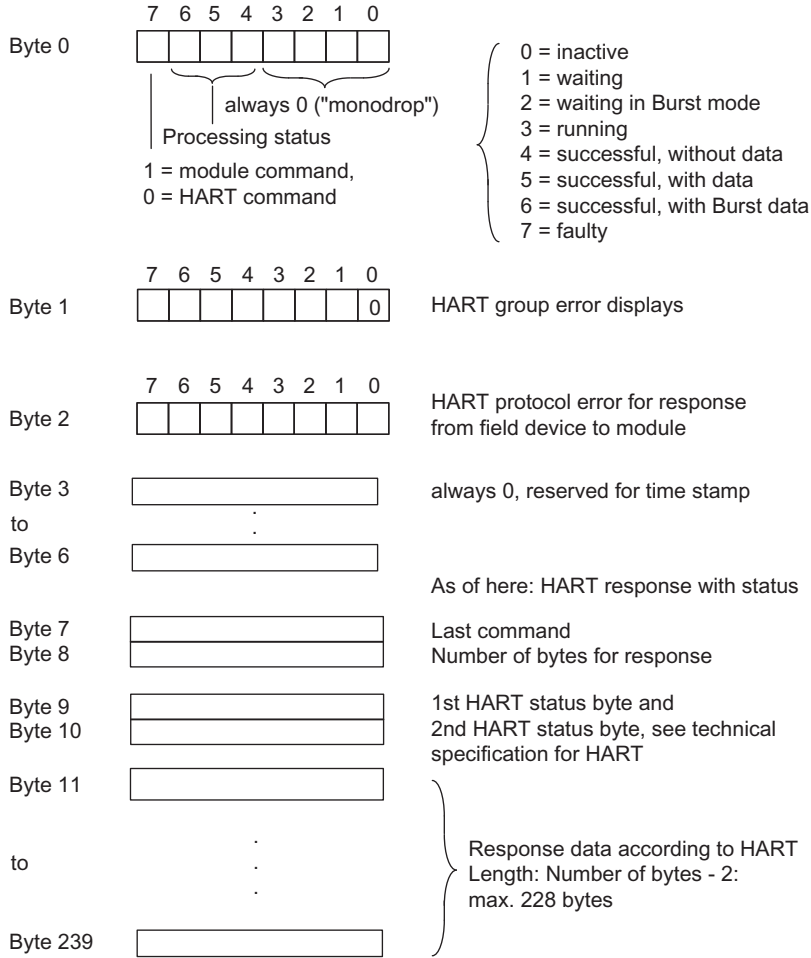 7 6 5 4 3 2 1 0
Byte 0
always 0 ("monodrop")
Processing status
1 = module command,
0 = HART command
0 = inactive
1 = waiting
2 = waiting in Burst mode
3 = running
4 = successful, without data
5 = successful, with data
6 = successful, with Burst data
7 = faulty
7 6 5 4 3 2 1 0
Byte 1
0
HART group error displays
7 6 5 4 3 2 1 0
Byte 2
HART protocol error for response
from field device to module
Byte 3
always 0, reserved for time stamp
to
Byte 6
As of here: HART response with status
Byte 7
Last command
Byte 8
Number of bytes for response
Byte 9
1st HART status byte and
Byte 10
2nd HART status byte, see technical
specification for HART
Byte 11
to
Response data according to HART
Length: Number of bytes - 2:
max. 228 bytes
Byte 239